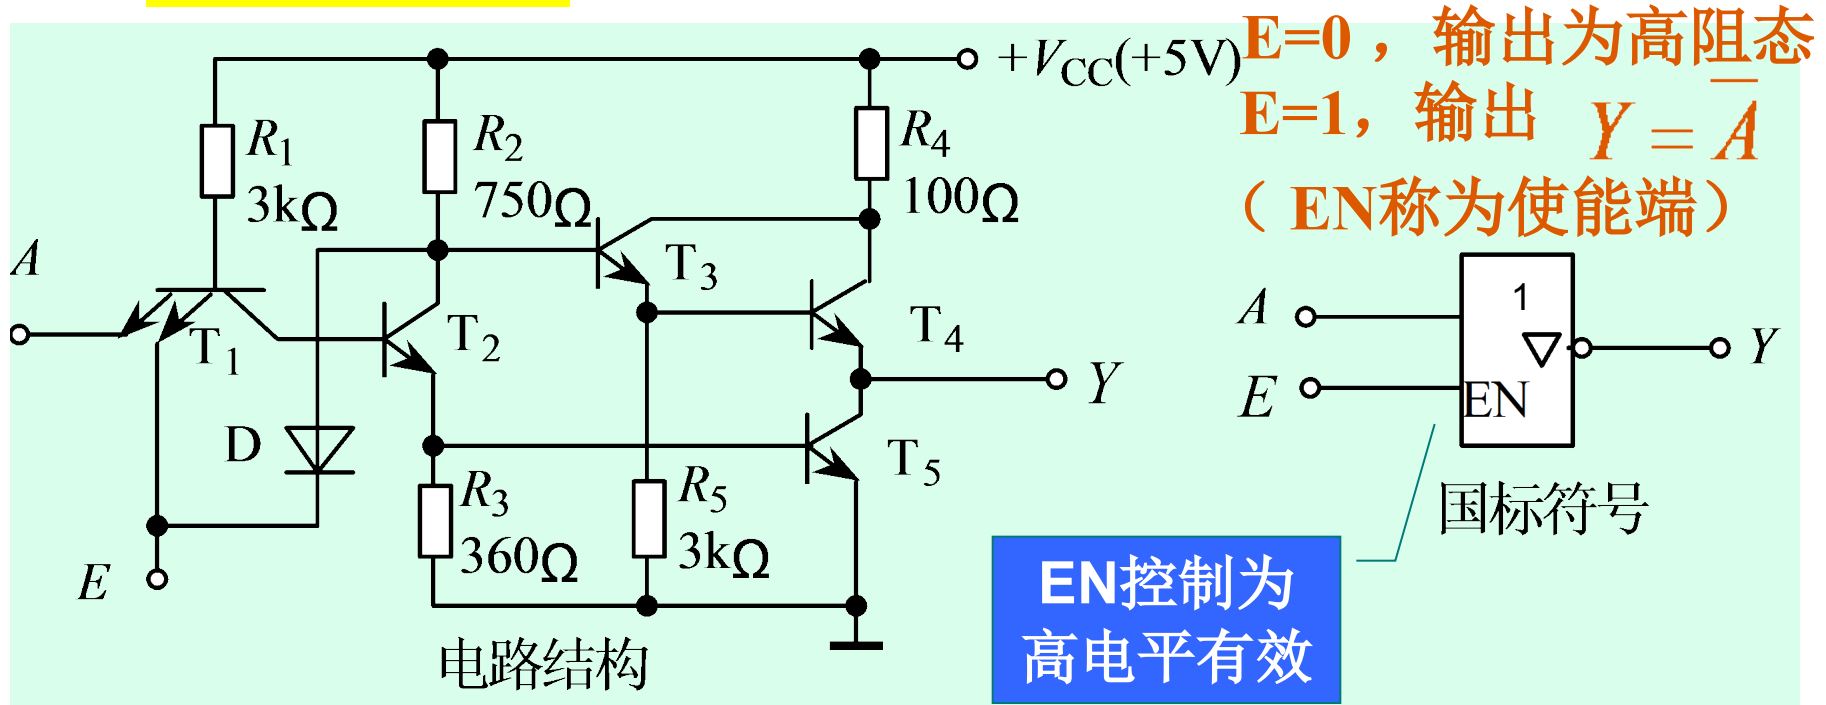 E=0，输出为高阻态
E=1，输出 Y = A̅
（EN称为使能端）
+VCC(+5V)
R1
3kΩ
R2
750Ω
R4
100Ω
A
T1
T2
T3
T4
Y
D
T5
R3
360Ω
R5
3kΩ
E
电路结构
A
1
▽
Y
E
EN
国标符号
EN控制为
高电平有效